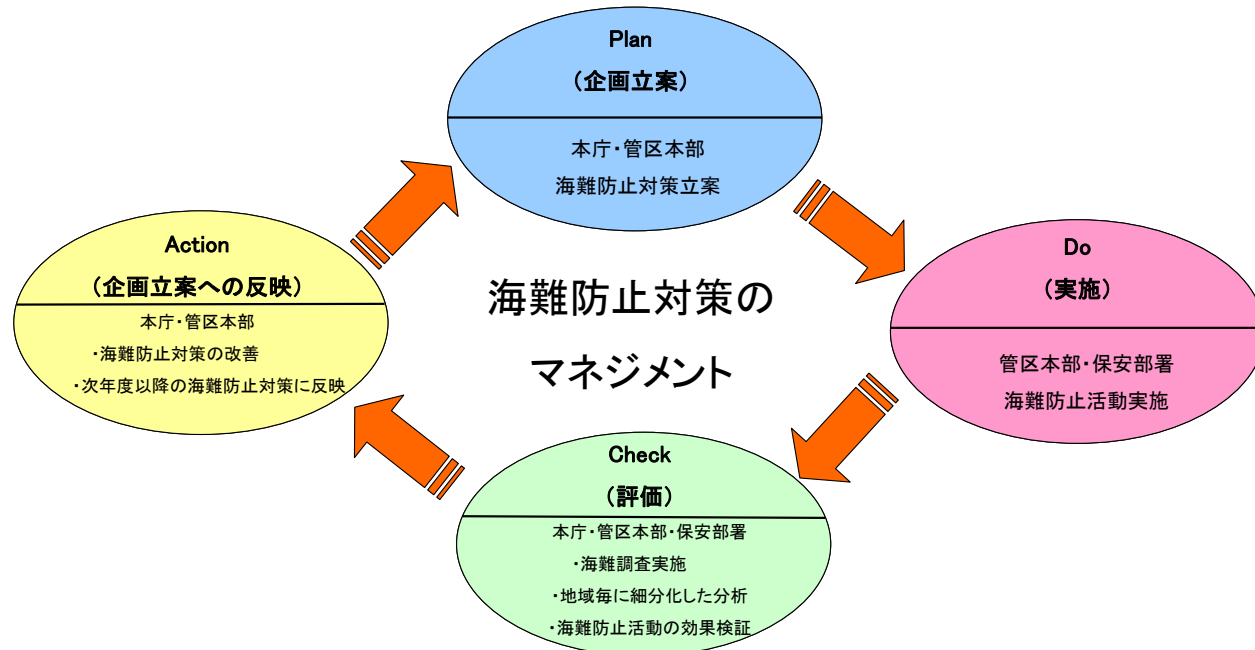 Plan
(企画立案)
本庁・管区本部
海難防止対策立案
Action
(企画立案への反映)
本庁・管区本部
・海難防止対策の改善
・次年度以降の海難防止対策に反映
海難防止対策の
マネジメント
Do
(実施)
管区本部・保安部署
海難防止活動実施
Check
(評価)
本庁・管区本部・保安部署
・海難調査実施
・地域毎に細分化した分析
・海難防止活動の効果検証